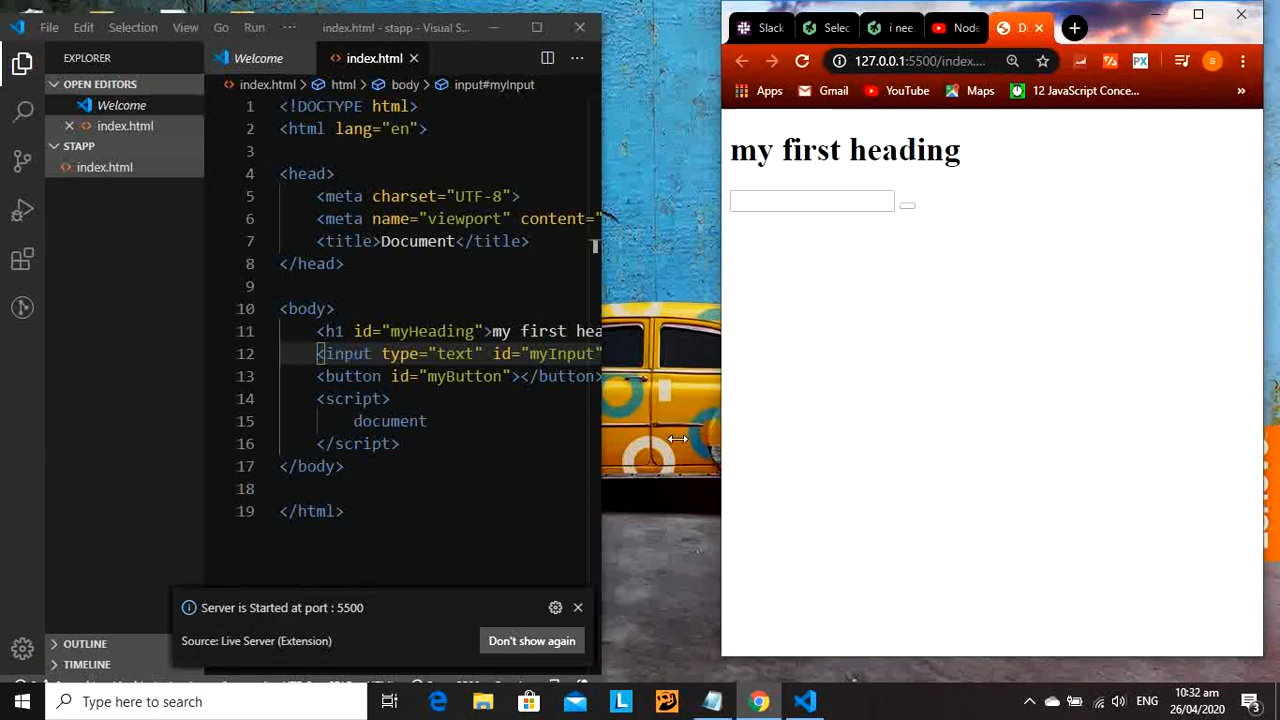 File Edit Selection View Go Run ··· index.html - stapp - Visual S...
EXPLORER
OPEN EDITORS
Welcome
index.html
STAPP
index.html
OUTLINE
TIMELINE
Welcome index.html
index.html > html > body > input#myInput
1 <!DOCTYPE html>
2 <html lang="en">
3
4 <head>
5 <meta charset="UTF-8">
6 <meta name="viewport" content="
7 <title>Document</title>
8 </head>
9
10 <body>
11 <h1 id="myHeading">my first hea
12 <input type="text" id="myInput"
13 <button id="myButton"></button>
14 <script>
15 document
16 </script>
17 </body>
18
19 </html>
Server is Started at port : 5500
Source: Live Server (Extension) Don't show again
Slack Selec i nee Node D
127.0.0.1:5500/index....
PX S
Apps Gmail YouTube Maps 12 JavaScript Conce... »
my first heading
Type here to search
L
ENG 10:32 am
26/04/2020 3